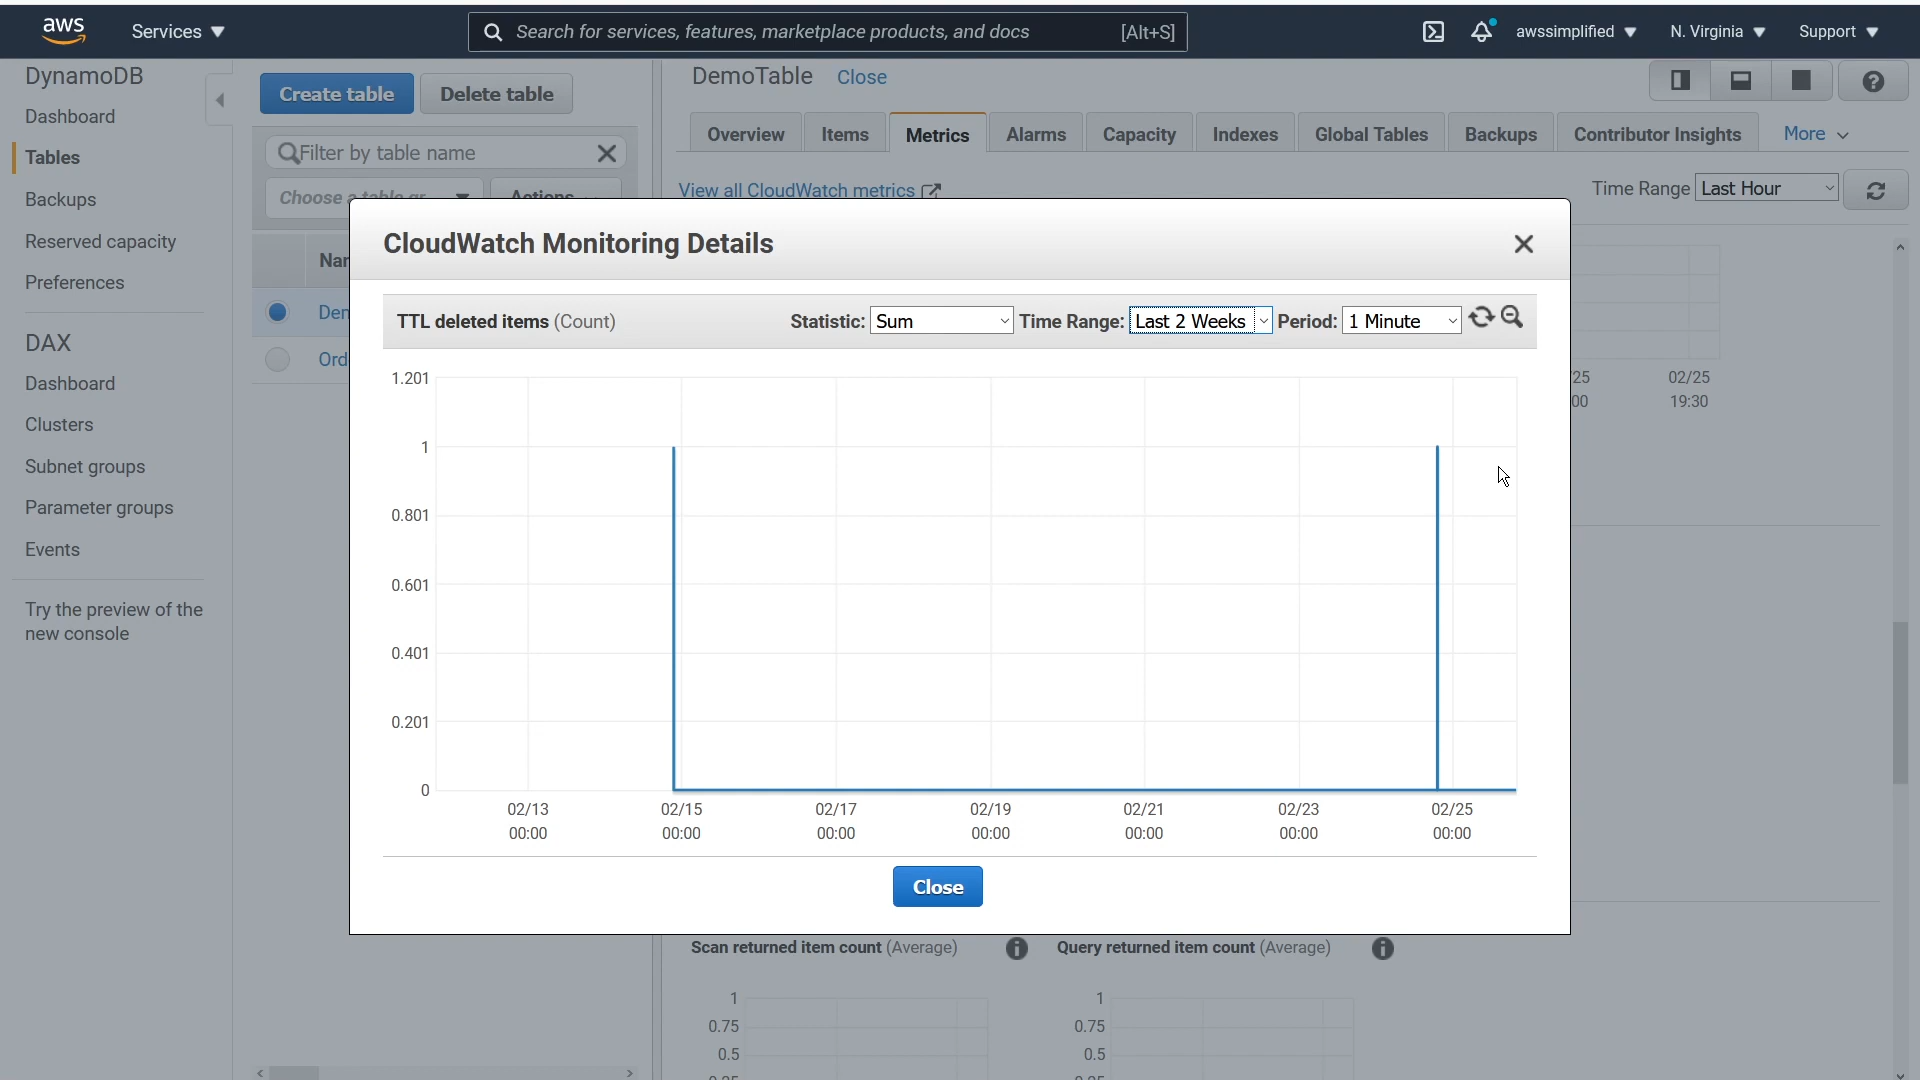 aws
Services
Search for services, features, marketplace products, and docs [Alt+S]
awssimplified
N. Virginia
Support
DynamoDB
Dashboard
Tables
Backups
Reserved capacity
Preferences
DAX
Dashboard
Clusters
Subnet groups
Parameter groups
Events
Try the preview of the
new console
Create table
Delete table
Filter by table name
Actions
DemoTable Close
Overview Items Metrics Alarms Capacity Indexes Global Tables Backups Contributor Insights More
View all CloudWatch metrics
Time Range Last Hour
CloudWatch Monitoring Details
TTL deleted items (Count) Statistic: Sum Time Range: Last 2 Weeks Period: 1 Minute
1.201
1
0.801
0.601
0.401
0.201
0
02/13 02/15 02/17 02/19 02/21 02/23 02/25
00:00 00:00 00:00 00:00 00:00 00:00 00:00
Close
02/25
19:30
Scan returned item count (Average)
1
0.75
0.5
Query returned item count (Average)
1
0.75
0.5